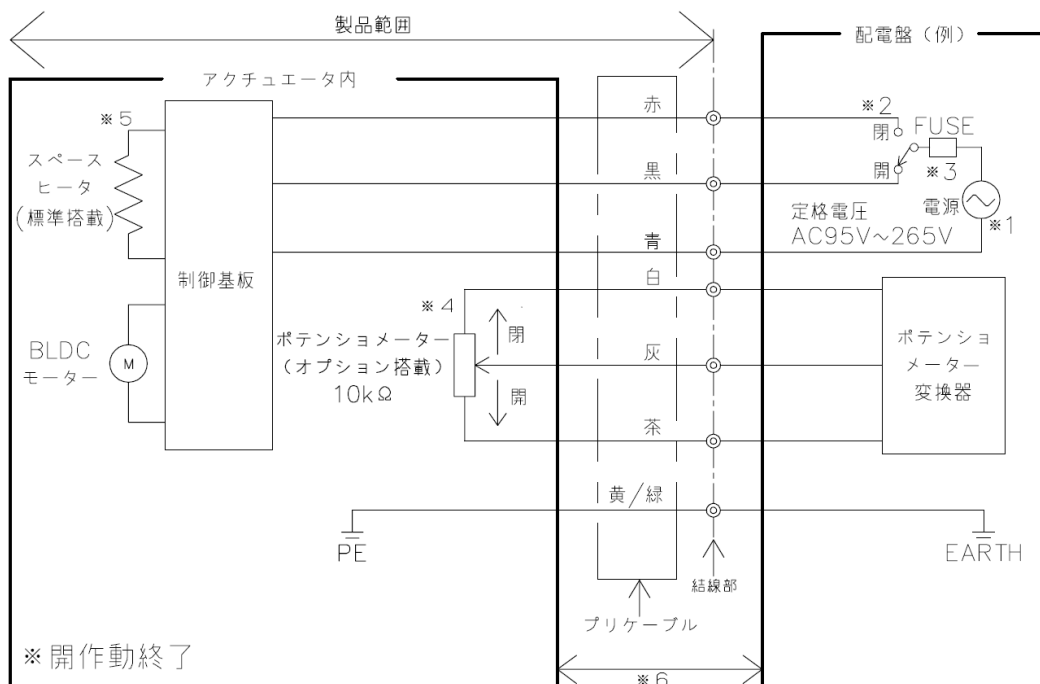 製品範囲
配電盤（例）
アクチュエータ内
赤
※2
※5
閉
FUSE
スペース
ヒータ
(標準搭載)
黒
開
※3
電源
※1
定格電圧
AC95V～265V
青
制御基板
白
※4
閉
ポテンショメーター
（オプション搭載）
10kΩ
開
灰
ポテンショ
メーター
変換器
BLDC
モーター
M
茶
黄/緑
PE
EARTH
結線部
プリケーブル
※開作動終了
※6